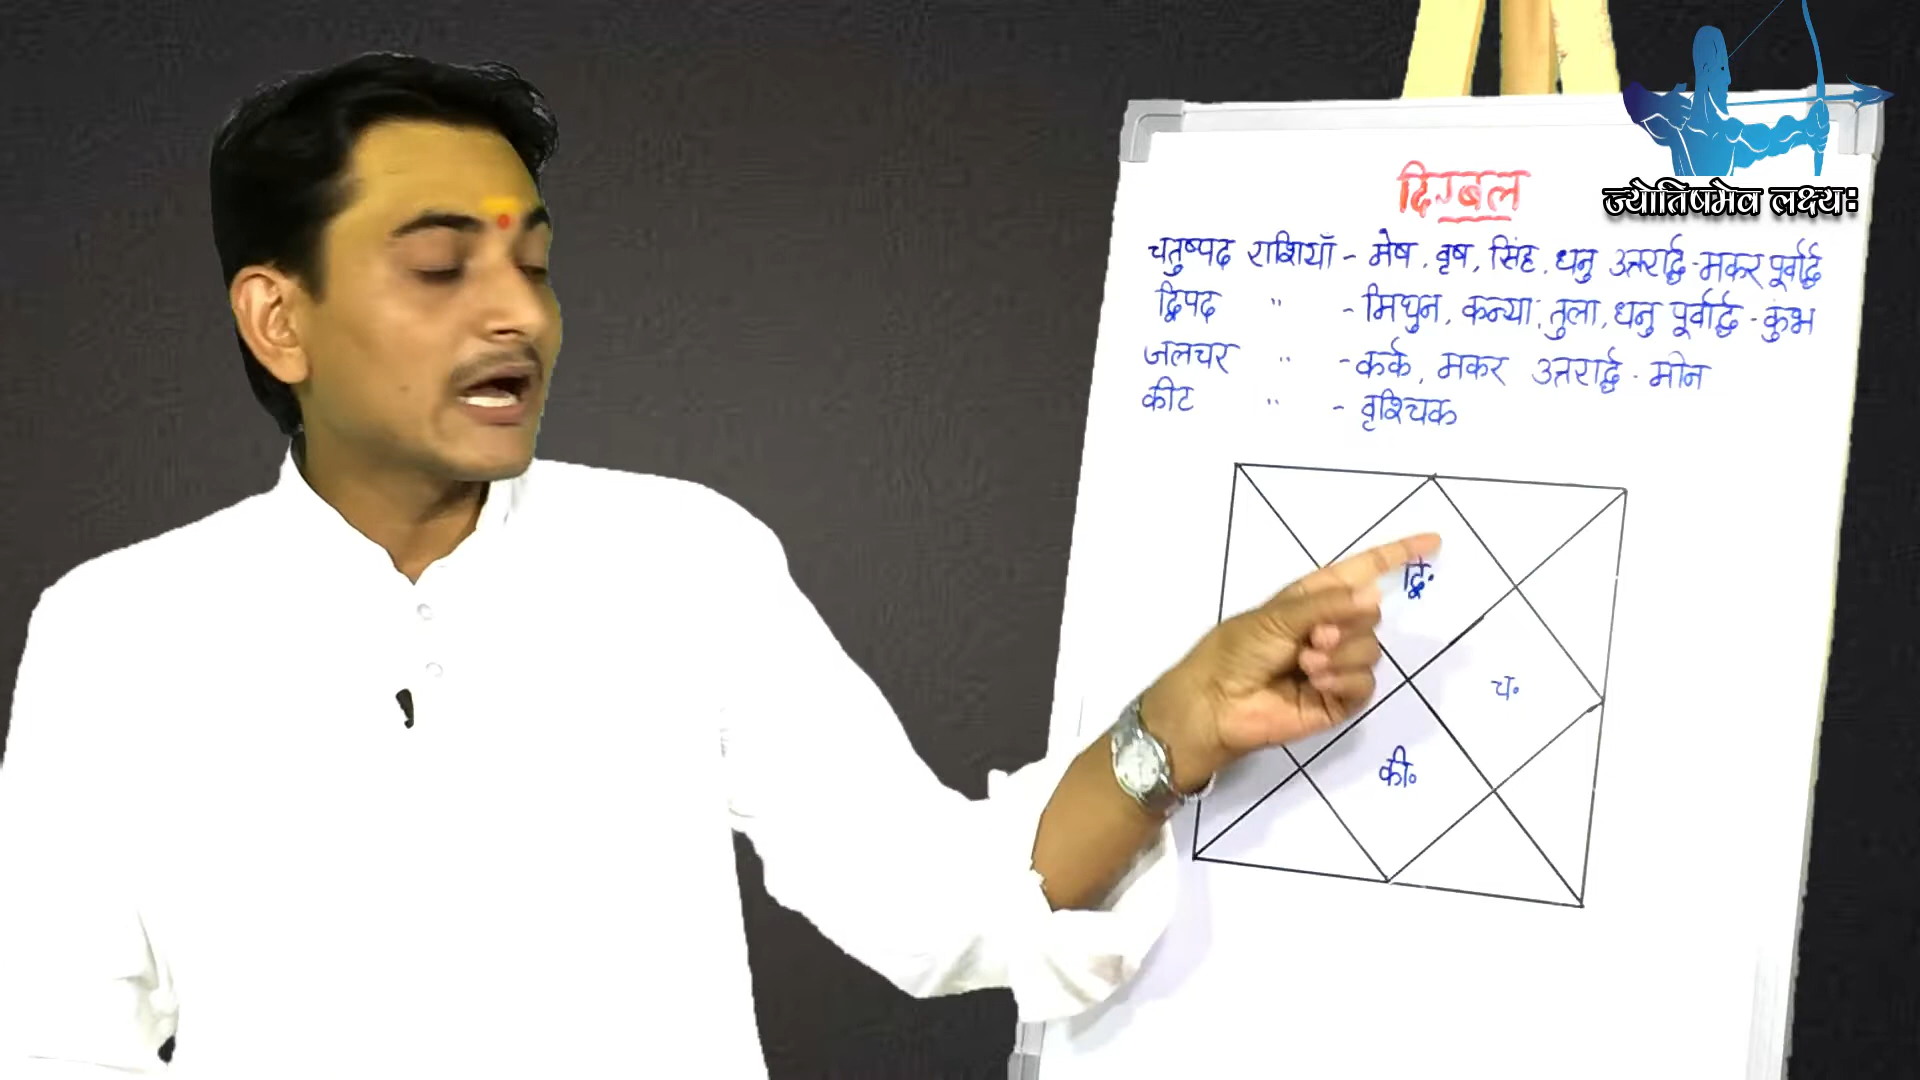 ज्योतिषमेव लक्ष्यः
दिग्बल
चतुष्पद राशियाँ - मेष, वृष, सिंह, धनु उत्तरार्द्ध - मकर पूर्वार्द्ध
द्विपद " - मिथुन, कन्या, तुला, धनु पूर्वार्द्ध - कुंभ
जलचर " - कर्क, मकर उत्तरार्द्ध - मीन
कीट " - वृश्चिक
द्वि॰
च॰
की॰